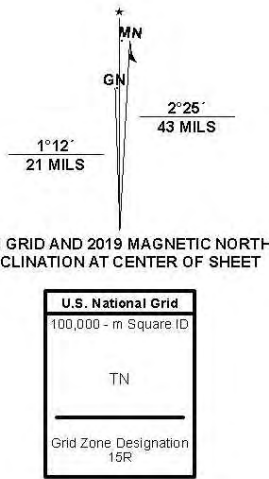 ★
MN
GN
2°25´
43 MILS
1°12´
21 MILS
GRID AND 2019 MAGNETIC NORTH
CLINATION AT CENTER OF SHEET
U.S. National Grid
100,000 - m Square ID
TN
Grid Zone Designation
15R